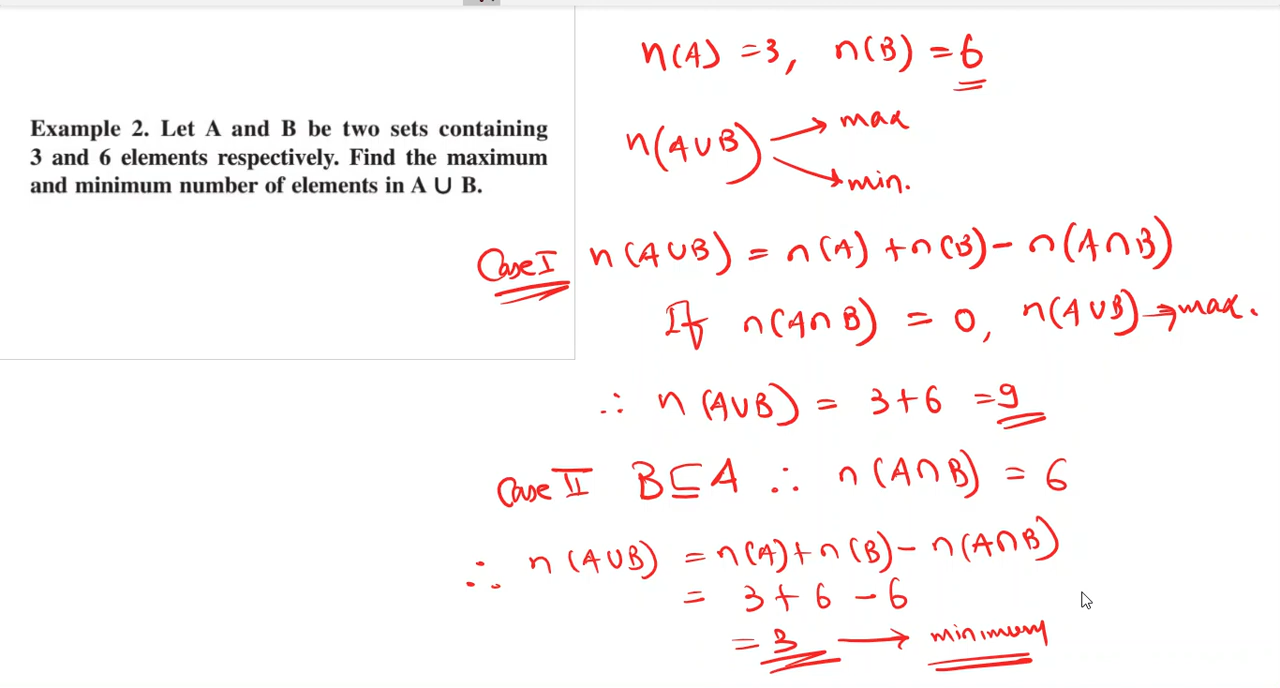 Example 2. Let A and B be two sets containing
3 and 6 elements respectively. Find the maximum
and minimum number of elements in A ∪ B.
n(A) = 3, n(B) = 6
n(A∪B) → max
→ min.
Case I n(A∪B) = n(A) + n(B) - n(A∩B)
If n(A∩B) = 0, n(A∪B) → max.
∴ n(A∪B) = 3+6 = 9
Case II B⊆A ∴ n(A∩B) = 6
∴ n(A∪B) = n(A)+n(B) - n(A∩B)
= 3+6-6
= 3 → minimum